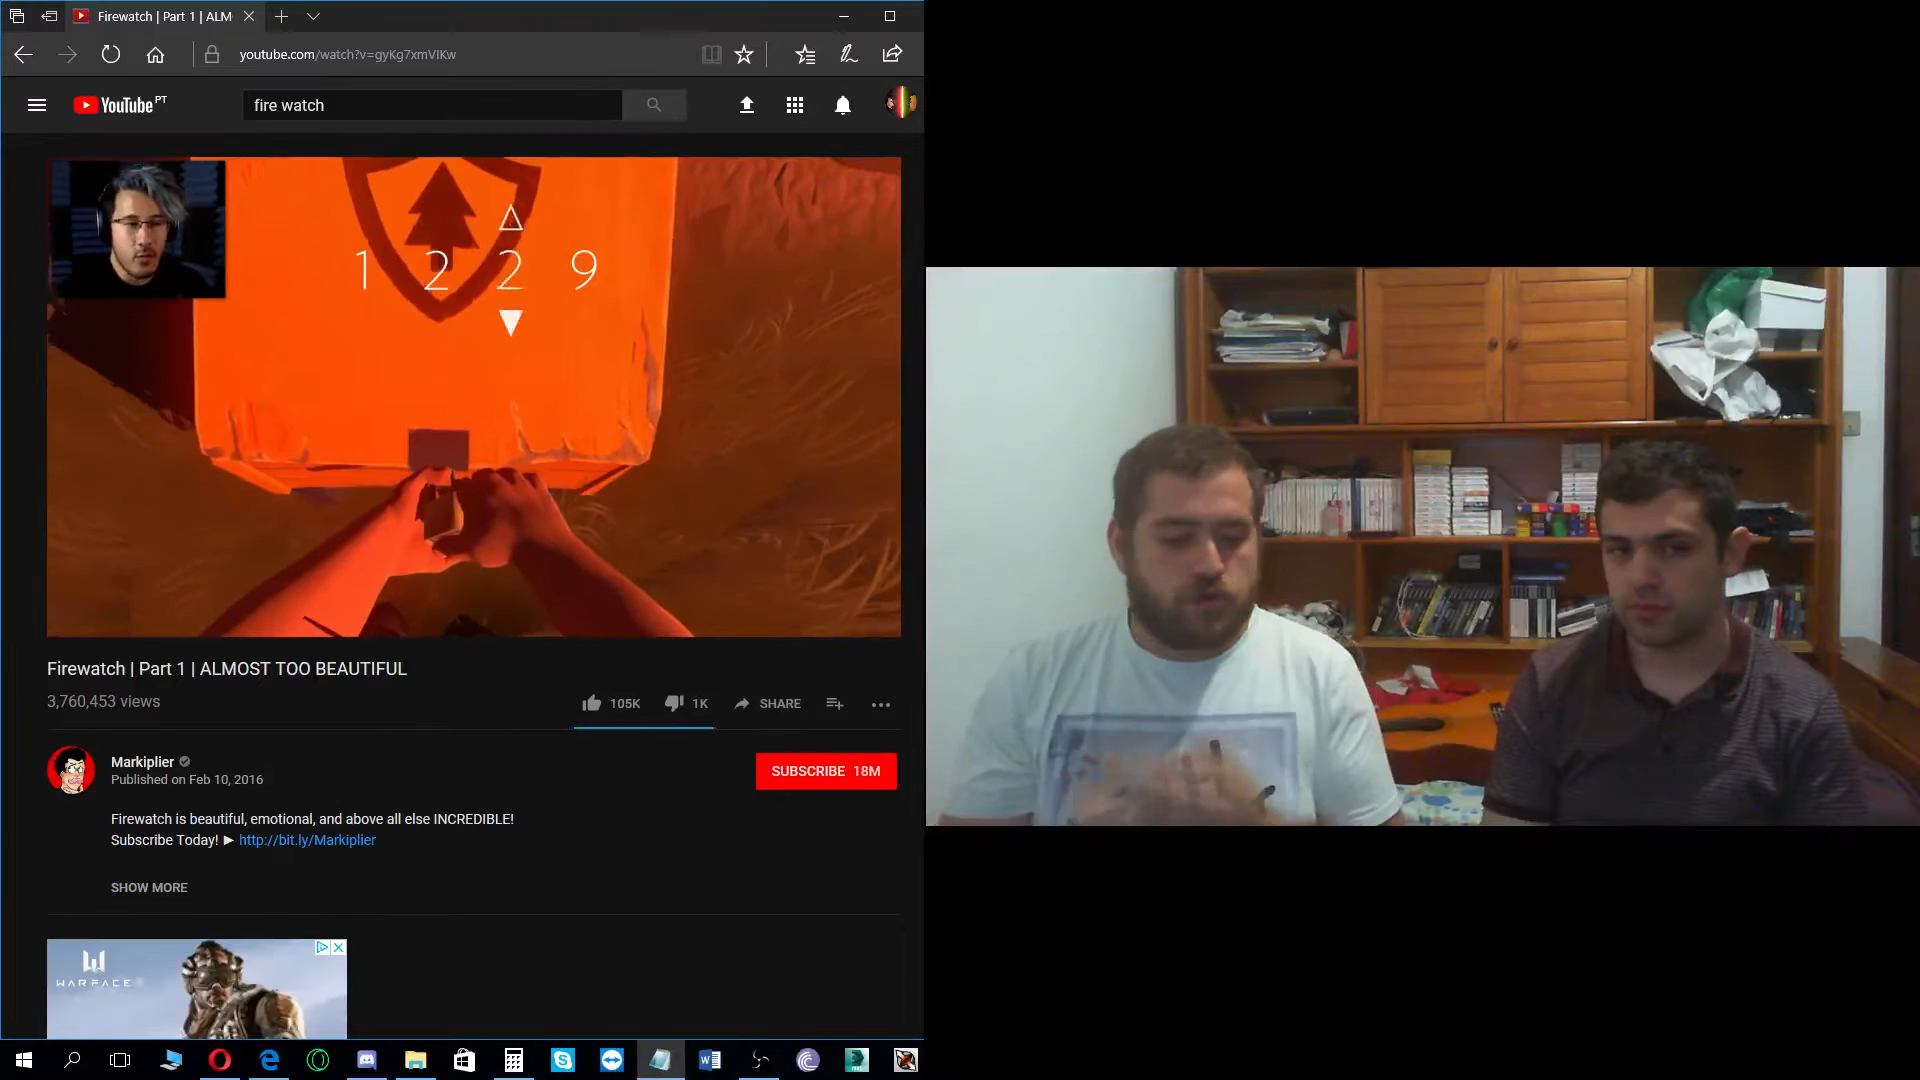 Firewatch | Part 1 | ALM
youtube.com/watch?v=gyKg7xmVIKw
YouTube PT
fire watch
1 2 2 9
Firewatch | Part 1 | ALMOST TOO BEAUTIFUL
3,760,453 views
105K
1K
SHARE
Markiplier
Published on Feb 10, 2016
SUBSCRIBE 18M
Firewatch is beautiful, emotional, and above all else INCREDIBLE!
Subscribe Today! ► http://bit.ly/Markiplier
SHOW MORE
WARFACE